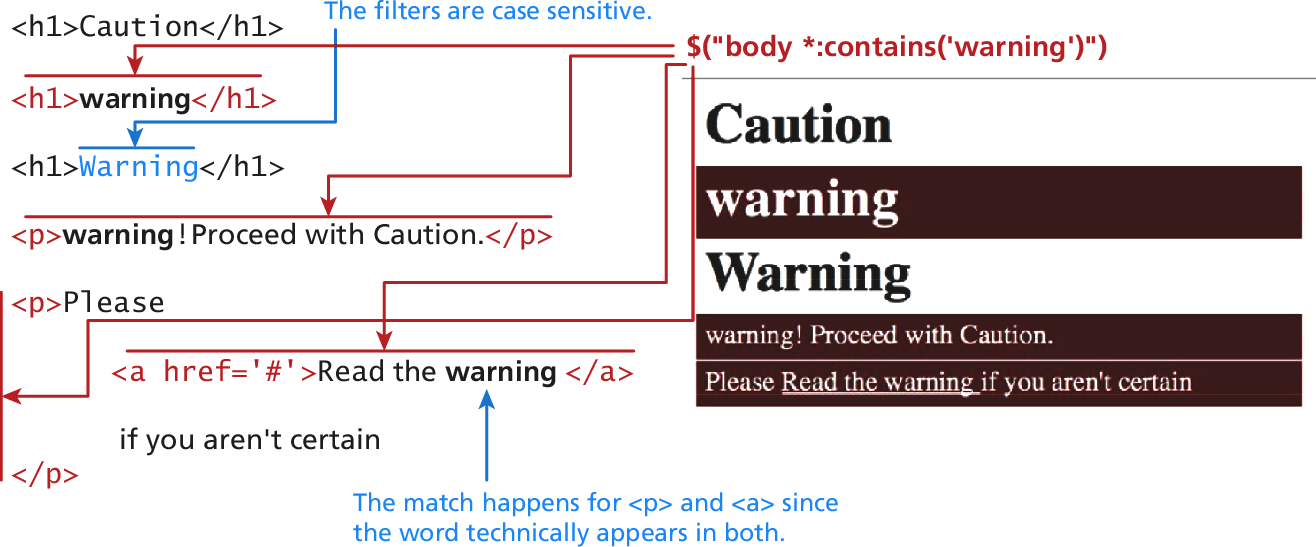 The filters are case sensitive.
<h1>Caution</h1>
$("body *:contains('warning')")
<h1>warning</h1>
<h1>Warning</h1>
<p>warning!Proceed with Caution.</p>
<p>Please
<a href='#'>Read the warning </a>
if you aren't certain
</p>
The match happens for <p> and <a> since
the word technically appears in both.
Caution
warning
Warning
warning! Proceed with Caution.
Please Read the warning if you aren't certain